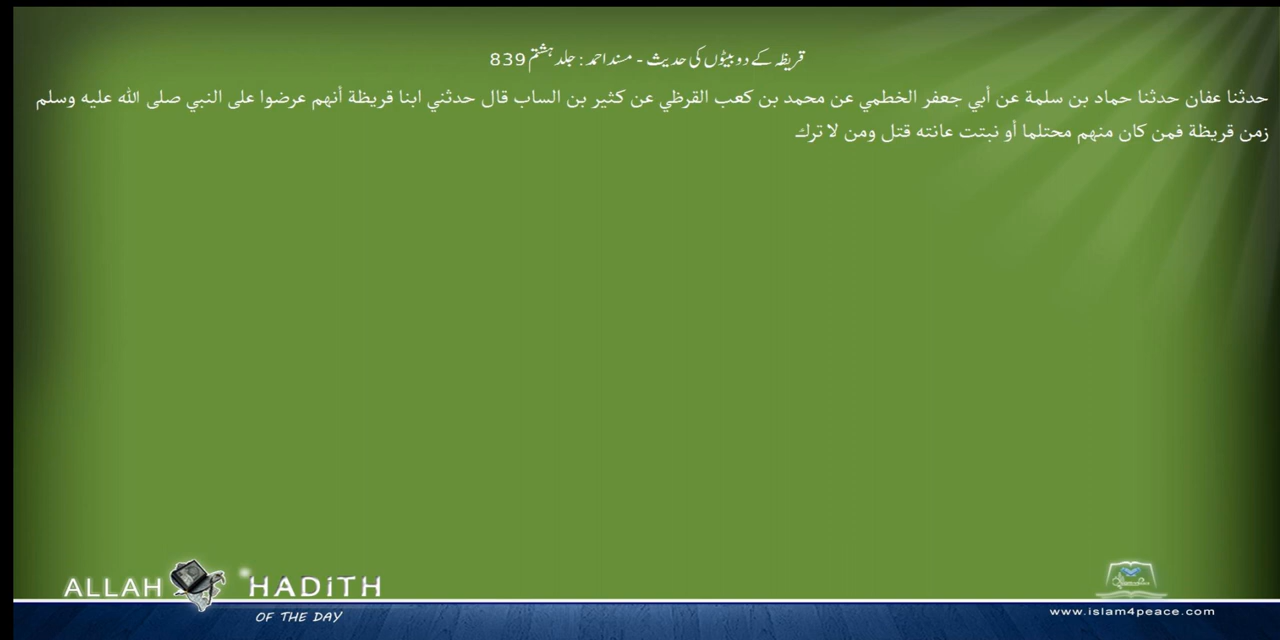 قریظہ کے دو بیٹوں کی حدیث - مسند احمد : جلد ہشتم 839
حدثنا عفان حدثنا حماد بن سلمة عن أبي جعفر الخطمي عن محمد بن كعب القرظي عن كثير بن الساب قال حدثني ابنا قريظة أنهم عرضوا على النبي صلى الله عليه وسلم
زمن قريظة فمن كان منهم محتلما أو نبتت عانته قتل ومن لا ترك
ALLAH HADITH
OF THE DAY
www.islam4peace.com